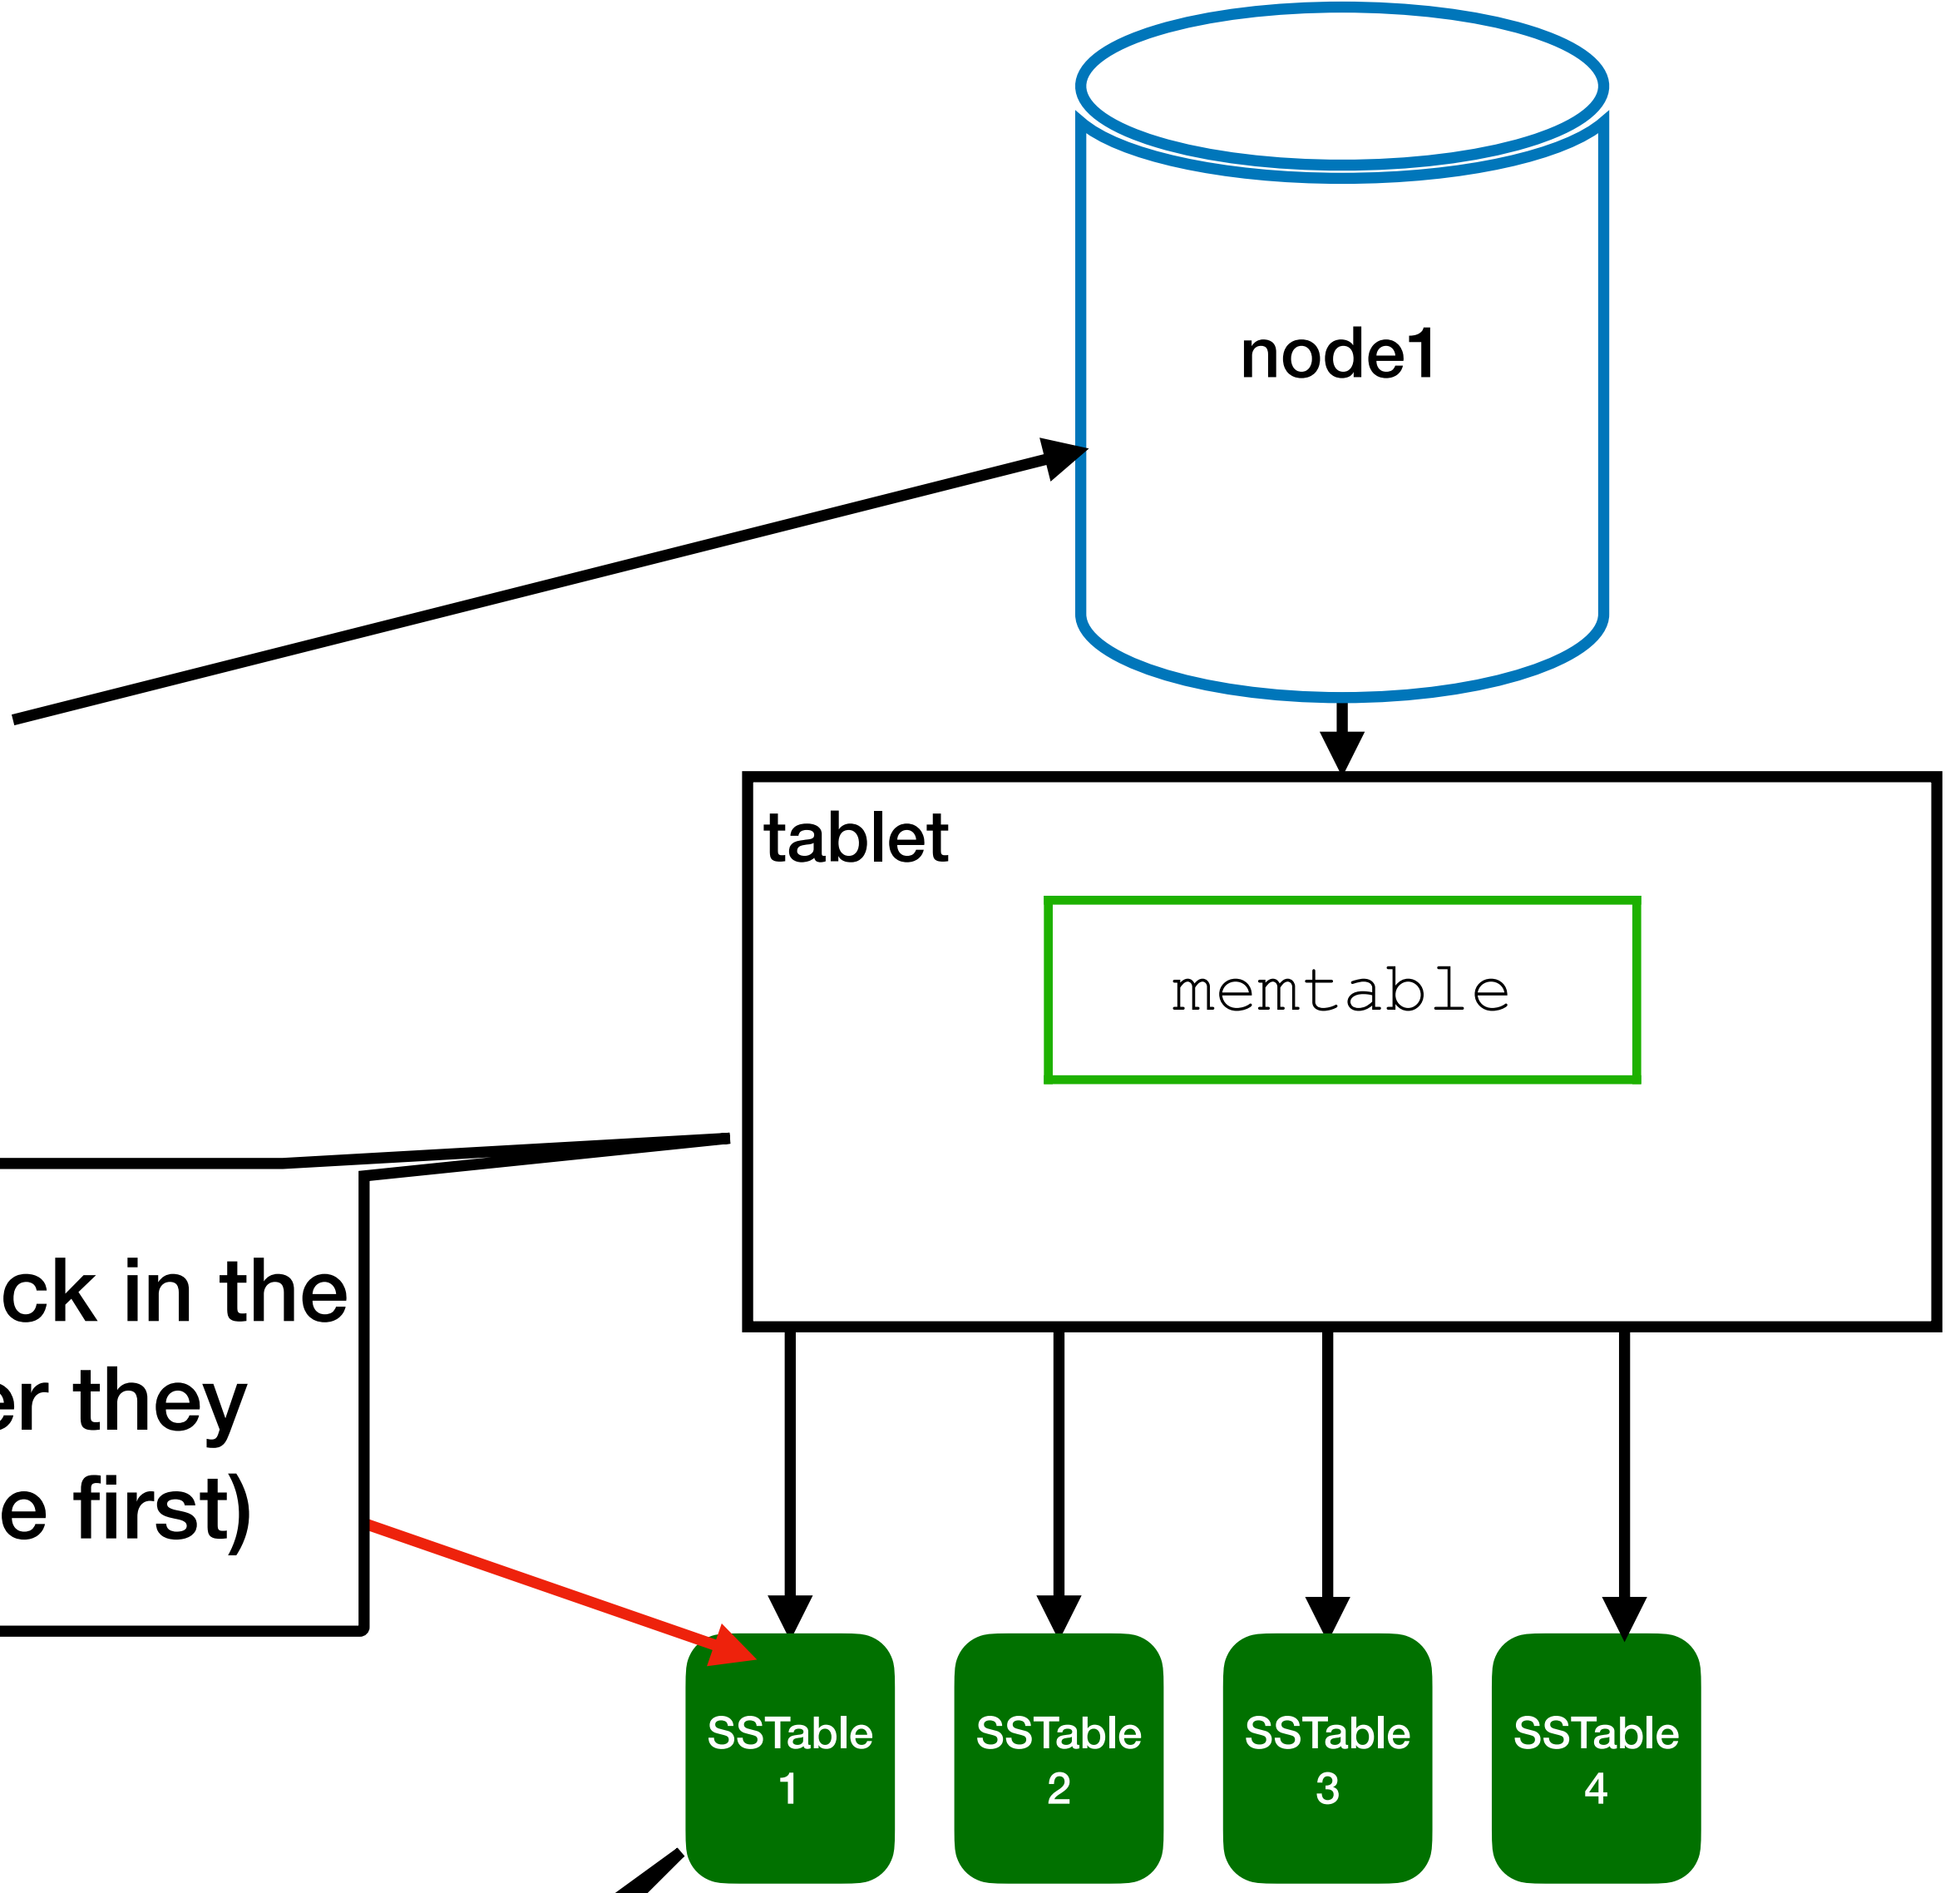 node1
tablet
memtable
ck in the
er they
e first)
SSTable
1
SSTable
2
SSTable
3
SSTable
4